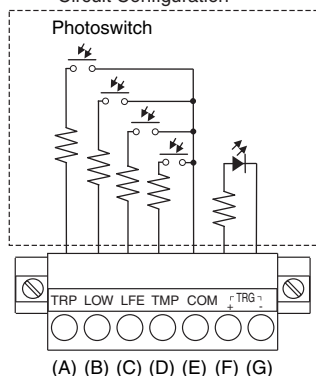 Circuit Configuration
Photoswitch
TRP LOW LFE TMP COM TRG
+ -
(A) (B) (C) (D) (E) (F) (G)